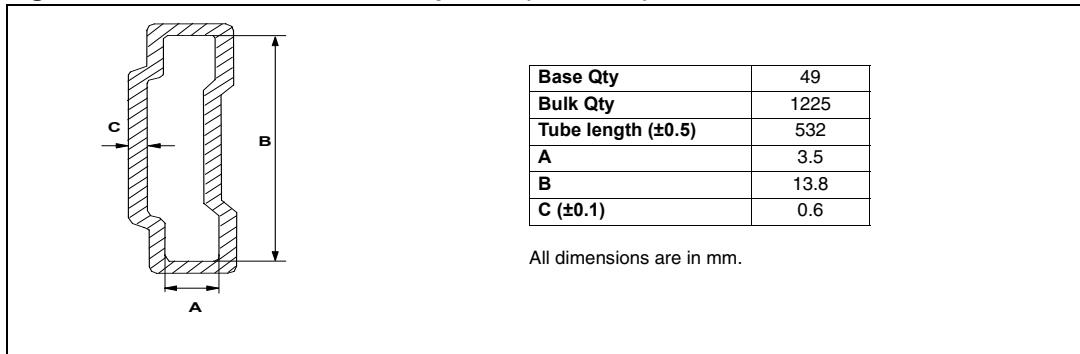 C
B
A
Base Qty 49
Bulk Qty 1225
Tube length (±0.5) 532
A 3.5
B 13.8
C (±0.1) 0.6
All dimensions are in mm.